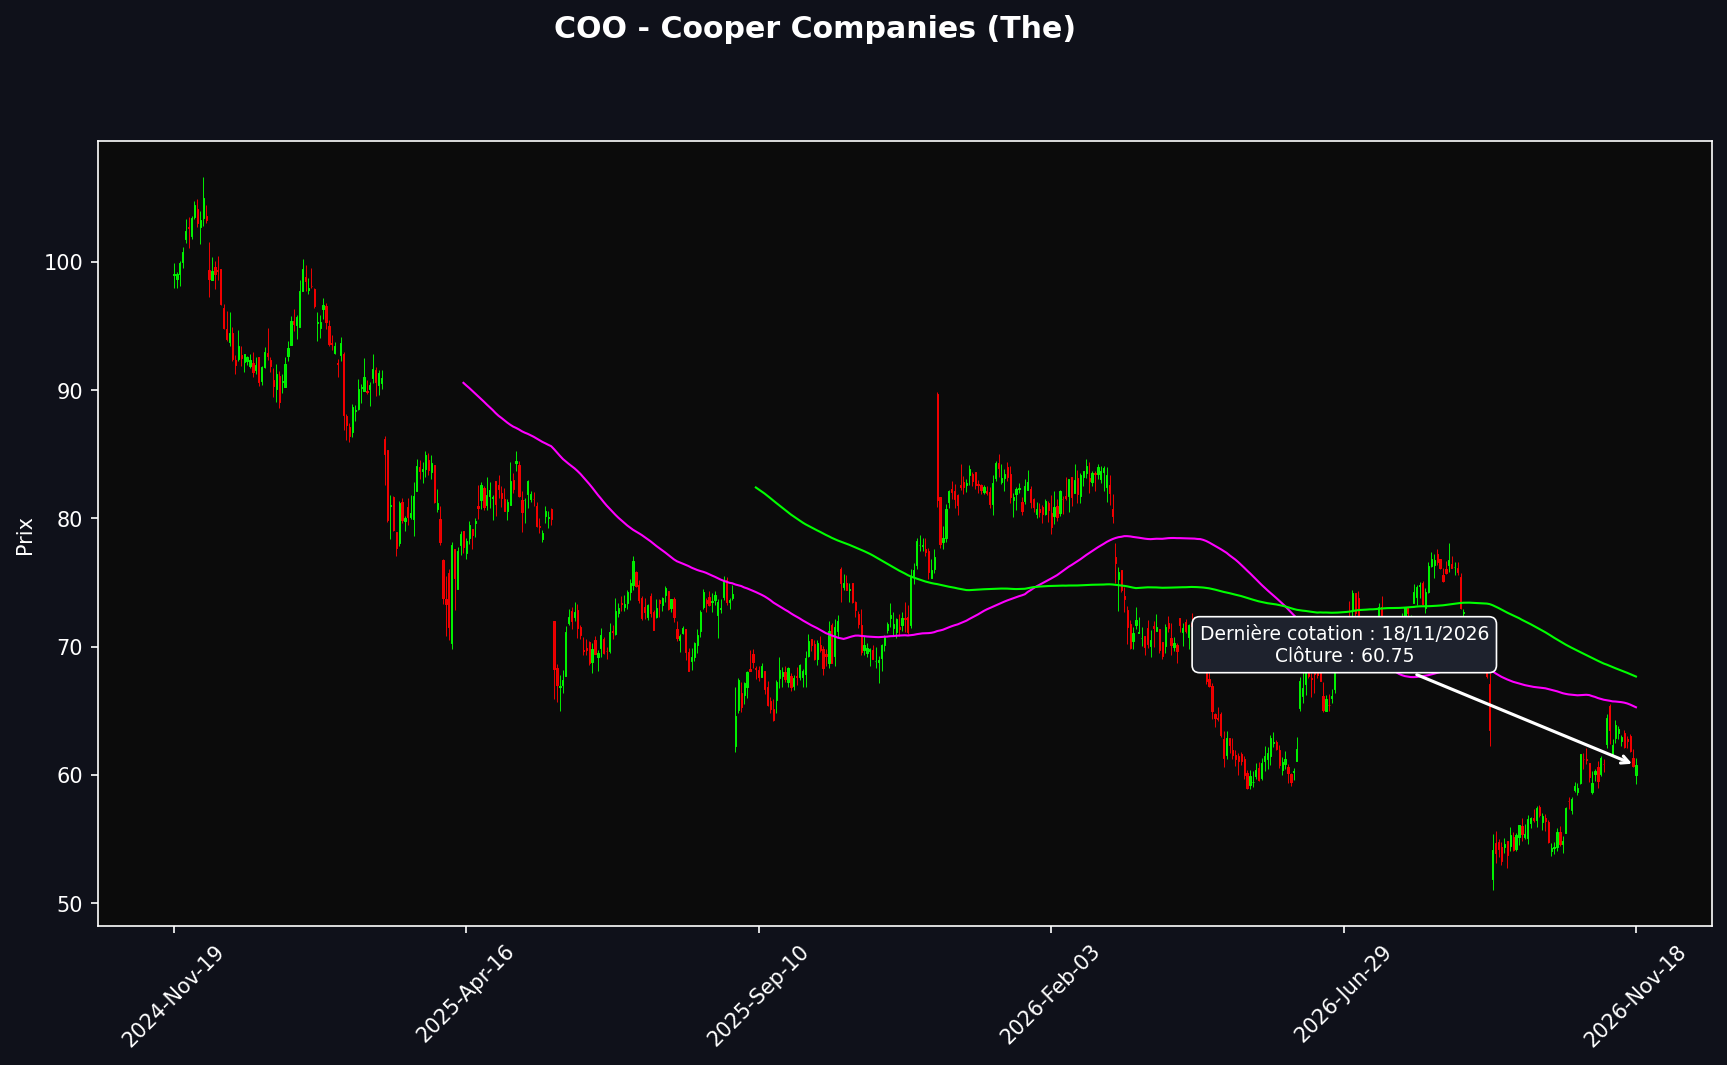 COO - Cooper Companies (The)
Prix
100
90
80
70
60
50
Dernière cotation : 18/11/2026
Clôture : 60.75
2024-Nov-19
2025-Apr-16
2025-Sep-10
2026-Feb-03
2026-Jun-29
2026-Nov-18